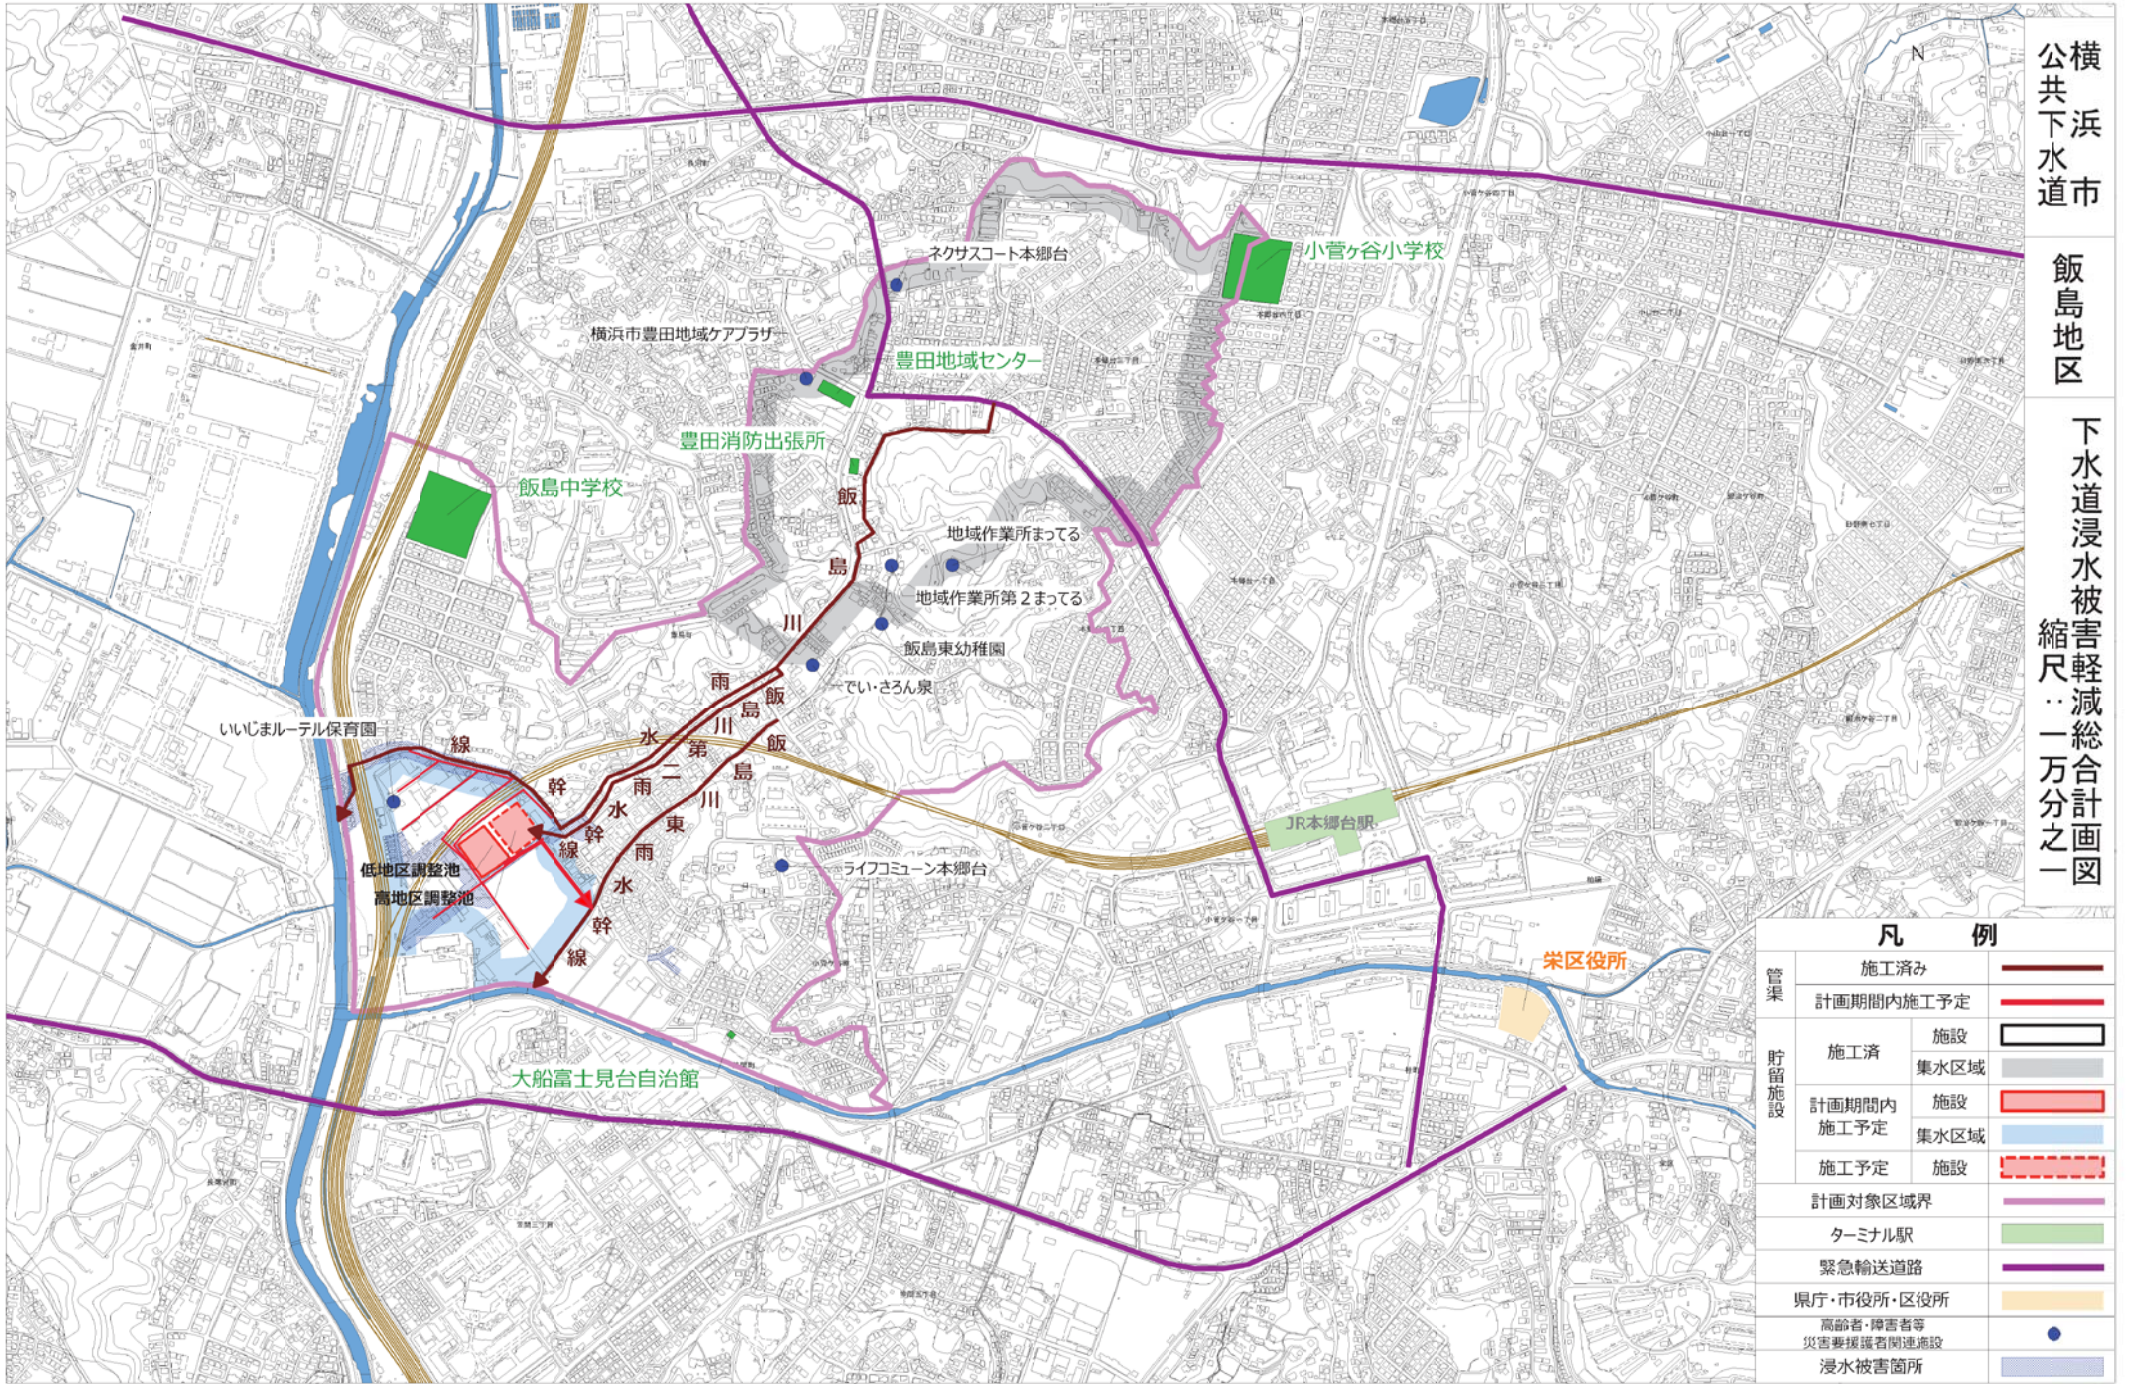 横浜市
公共下水道
飯島地区
下水道浸水被害軽減総合計画図
縮尺：一万分之一
N
ネクサスコート本郷台
小菅ヶ谷小学校
横浜市豊田地域ケアプラザ
豊田地域センター
豊田消防出張所
飯島中学校
地域作業所まってる
地域作業所第２まってる
飯島東幼稚園
でい・さろん泉
いいじまルーテル保育園
飯島川雨水幹線
飯島川第二雨水幹線
飯島川東雨水幹線
低地区調整池
高地区調整池
ライフコミューン本郷台
JR本郷台駅
栄区役所
大船富士見台自治館
凡例
管渠
施工済み
計画期間内施工予定
貯留施設
施工済
施設
集水区域
計画期間内
施工予定
施設
集水区域
施工予定
施設
計画対象区域界
ターミナル駅
緊急輸送道路
県庁・市役所・区役所
高齢者・障害者等
災害要援護者関連施設
浸水被害箇所